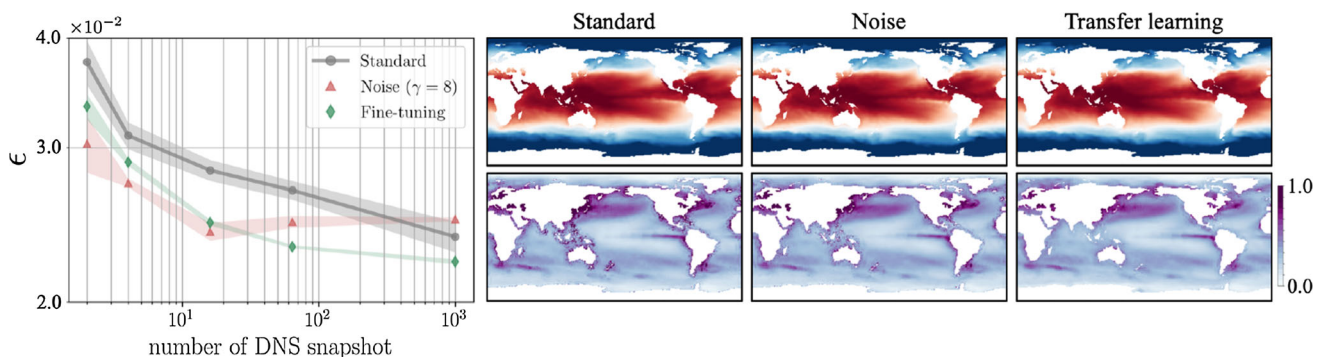 ×10⁻²
4.0
3.0
2.0
ϵ
Standard
Noise (γ = 8)
Fine-tuning
10¹
10²
10³
number of DNS snapshot
Standard
Noise
Transfer learning
1.0
0.0